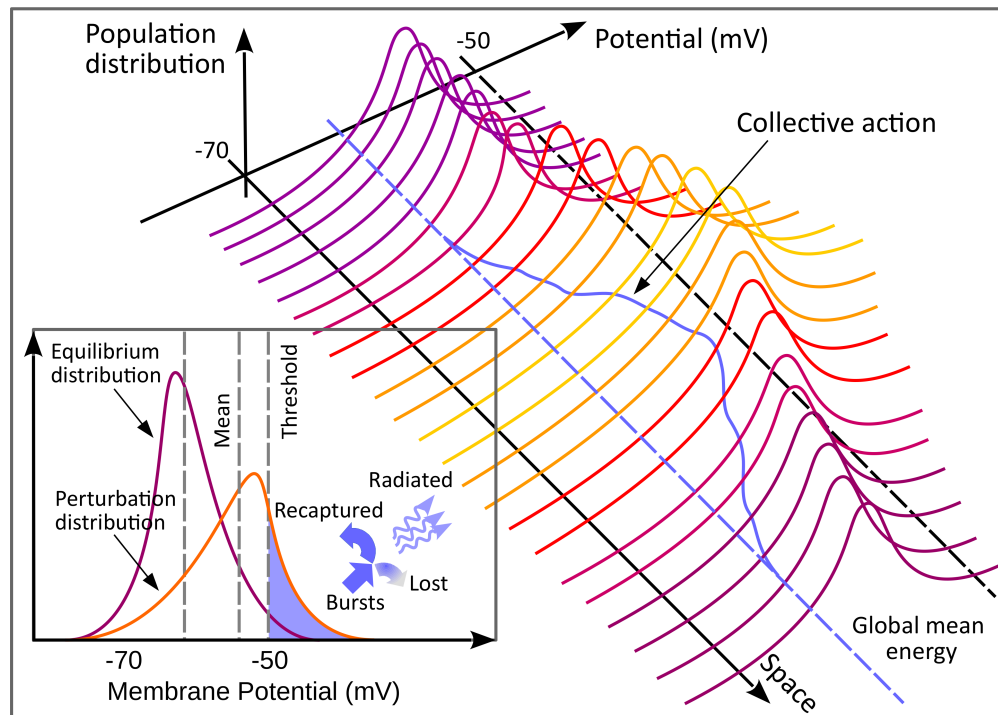 Population
distribution
-50
Potential (mV)
Collective action
-70
Equilibrium
distribution
Mean
Threshold
Perturbation
distribution
Radiated
Recaptured
Lost
Bursts
Global mean
energy
Space
-70
-50
Membrane Potential (mV)